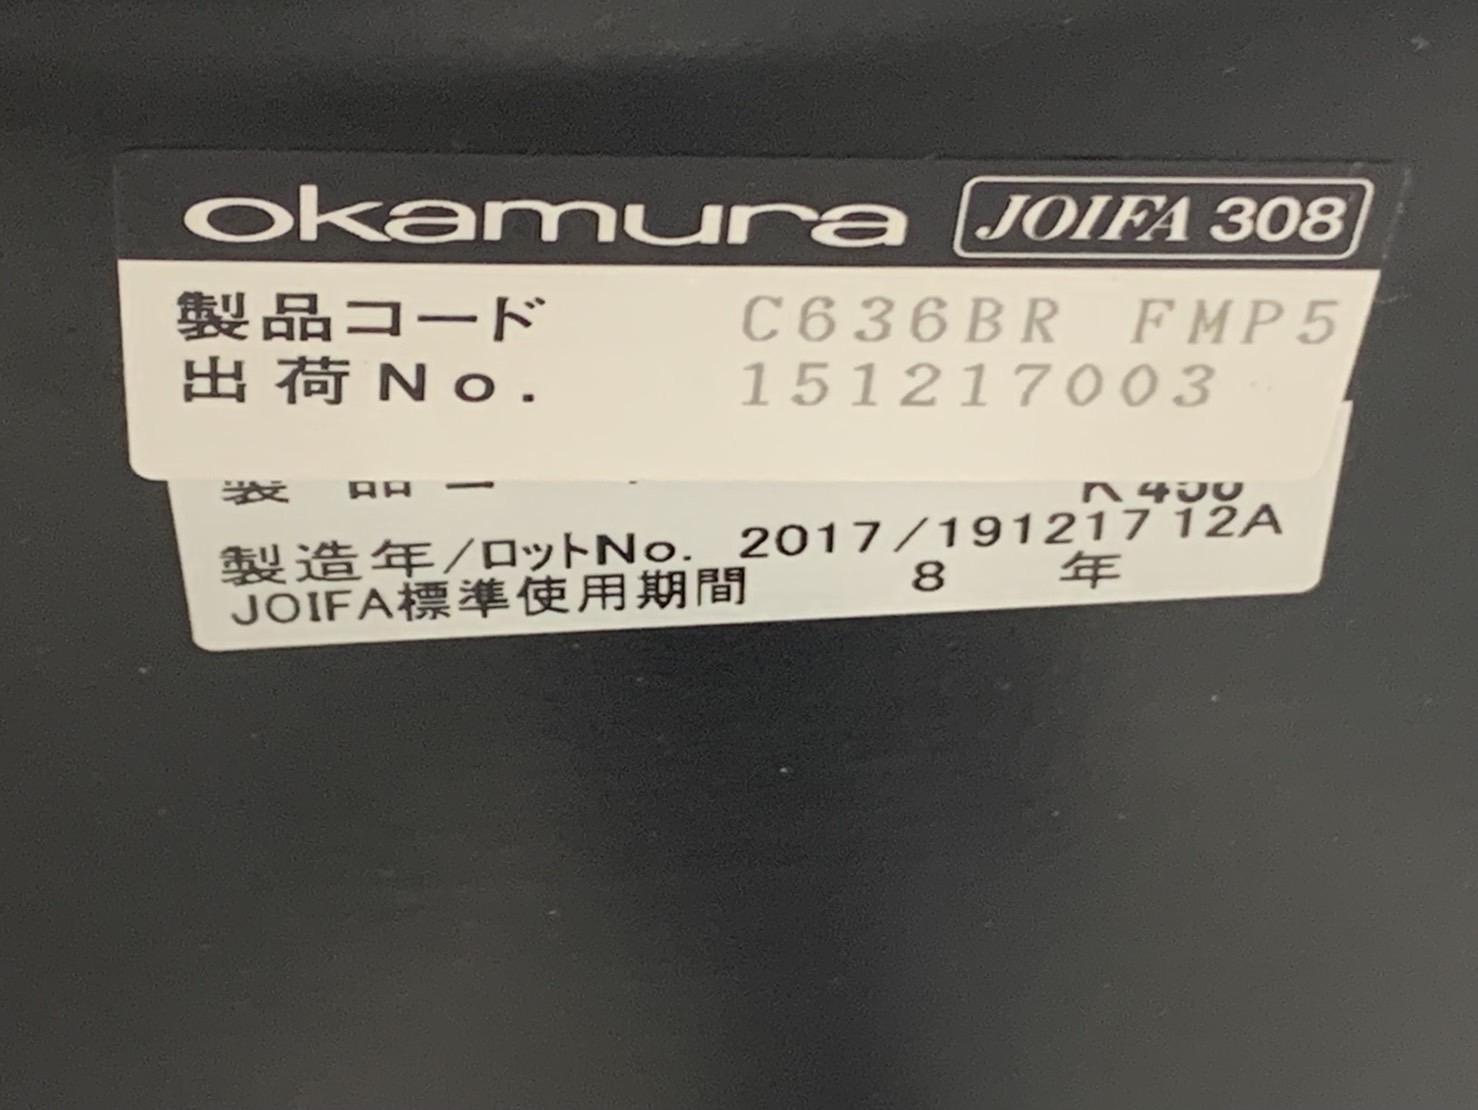 okamura JOIFA 308
製品コード C636BR FMP5
出荷No. 151217003
製造年/ロットNo. 2017/19121712A
JOIFA標準使用期間 8 年